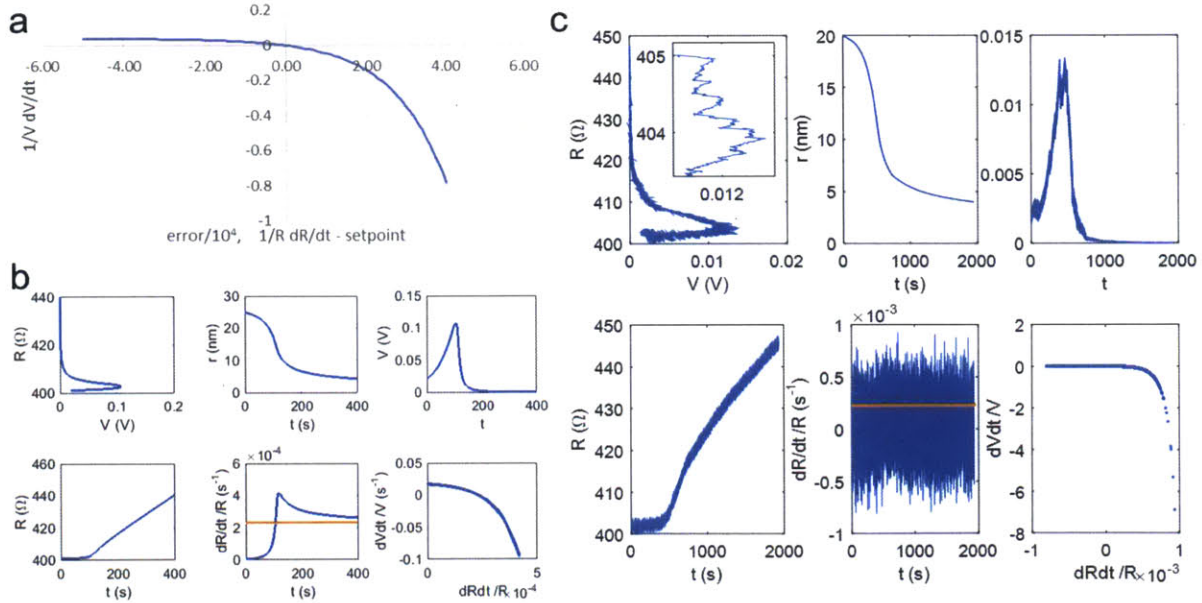 a
0.2
0
-0.2
-0.4
-0.6
-0.8
-1
-6.00 -4.00 -2.00 0.00 2.00 4.00 6.00
1/V dV/dt
error/10⁴, 1/R dR/dt - setpoint
b
440
420
400
R (Ω)
0 0.1 0.2
V (V)
30
20
10
0
r (nm)
0 200 400
t (s)
0.15
0.1
0.05
0
V (V)
0 200 400
t
460
440
420
400
R (Ω)
0 200 400
t (s)
× 10⁻⁴
6
4
2
0
dR/dt /R (s⁻¹)
0 200 400
t (s)
0.05
0
-0.05
-0.1
dVdt /V (s⁻¹)
0 5
dRdt /R×10⁻⁴
c
450
440
430
420
410
400
R (Ω)
405
404
0.012
0 0.01 0.02
V (V)
20
15
10
5
0
r (nm)
0 1000 2000
t (s)
0.015
0.01
0.005
0
0 1000 2000
t
450
440
430
420
410
400
R (Ω)
0 1000 2000
t (s)
× 10⁻³
1
0.5
0
-0.5
-1
dR/dt /R (s⁻¹)
0 1000 2000
t (s)
2
0
-2
-4
-6
-8
dVdt /V
-1 0 1
dRdt /R×10⁻³